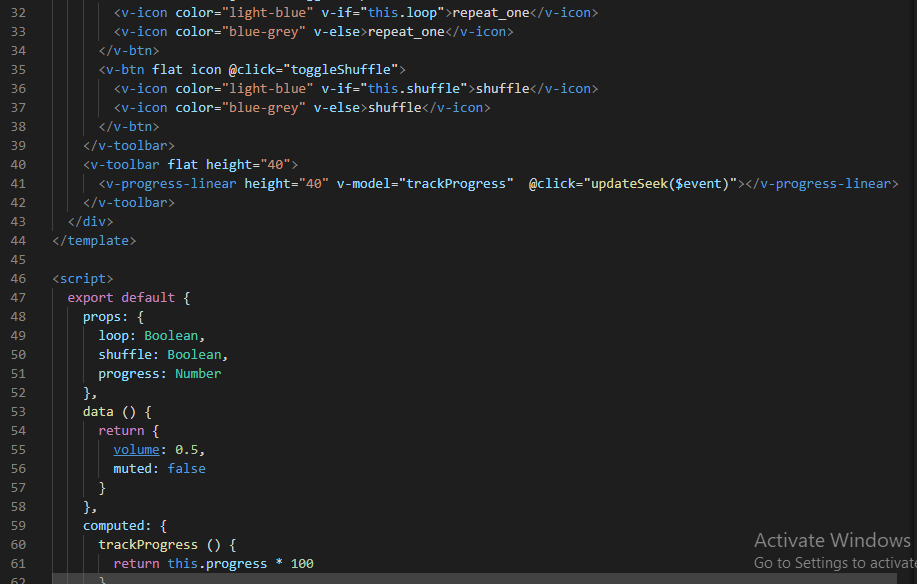 32 <v-icon color="light-blue" v-if="this.loop">repeat_one</v-icon>
33 <v-icon color="blue-grey" v-else>repeat_one</v-icon>
34 </v-btn>
35 <v-btn flat icon @click="toggleShuffle">
36 <v-icon color="light-blue" v-if="this.shuffle">shuffle</v-icon>
37 <v-icon color="blue-grey" v-else>shuffle</v-icon>
38 </v-btn>
39 </v-toolbar>
40 <v-toolbar flat height="40">
41 <v-progress-linear height="40" v-model="trackProgress"  @click="updateSeek($event)"></v-progress-linear>
42 </v-toolbar>
43 </div>
44 </template>
45
46 <script>
47 export default {
48 props: {
49 loop: Boolean,
50 shuffle: Boolean,
51 progress: Number
52 },
53 data () {
54 return {
55 volume: 0.5,
56 muted: false
57 }
58 },
59 computed: {
60 trackProgress () {
61 return this.progress * 100
62 }
Activate Windows
Go to Settings to activate